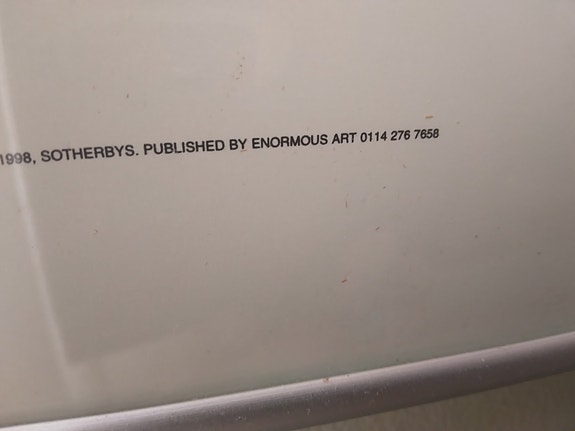 1998, SOTHERBYS. PUBLISHED BY ENORMOUS ART 0114 276 7658